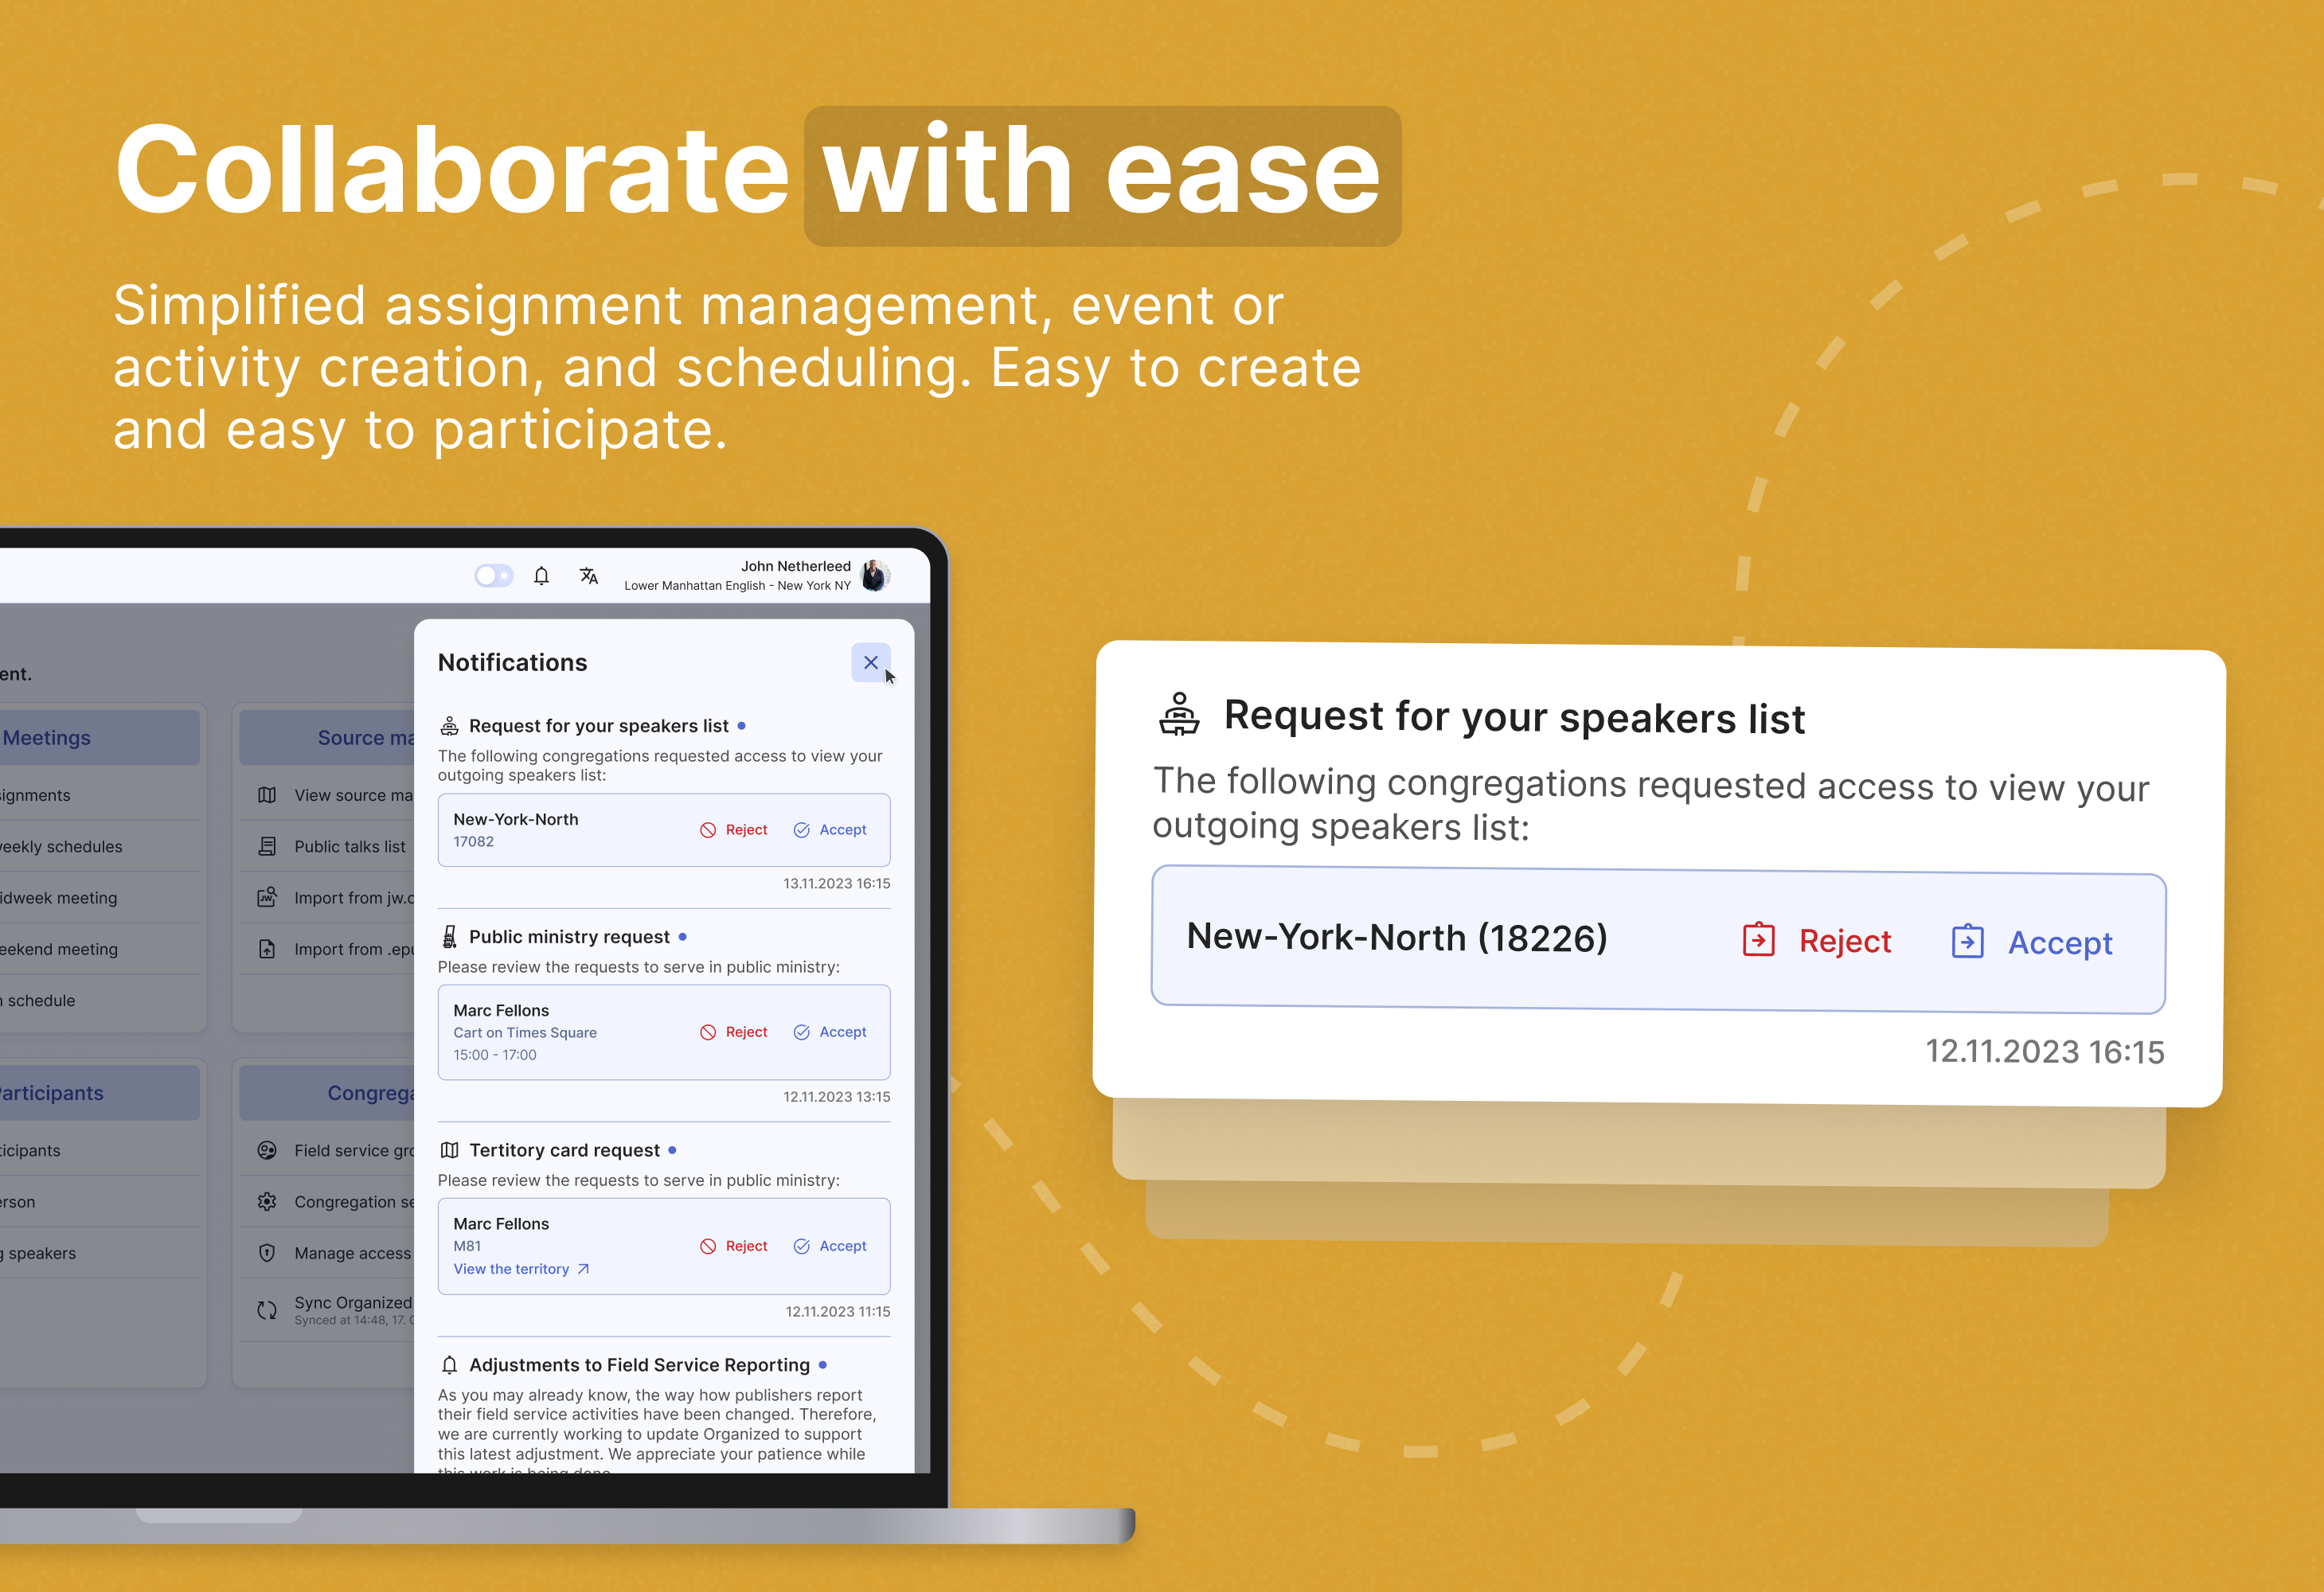 Collaborate with ease
Simplified assignment management, event or
activity creation, and scheduling. Easy to create
and easy to participate.
John Netherleed
Lower Manhattan English - New York NY
ent.
Meetings
ignments
eekly schedules
idweek meeting
eekend meeting
schedule
Source ma
View source ma
Public talks list
Import from jw.o
Import from .epu
articipants
icipants
erson
speakers
Congrega
Field service gro
Congregation se
Manage access
Sync Organized
Synced at 14:48, 17.
Notifications
Request for your speakers list
The following congregations requested access to view your
outgoing speakers list:
New-York-North
17082
Reject
Accept
13.11.2023 16:15
Public ministry request
Please review the requests to serve in public ministry:
Marc Fellons
Cart on Times Square
15:00 - 17:00
Reject
Accept
12.11.2023 13:15
Tertitory card request
Please review the requests to serve in public ministry:
Marc Fellons
M81
View the territory
Reject
Accept
12.11.2023 11:15
Adjustments to Field Service Reporting
As you may already know, the way how publishers report
their field service activities have been changed. Therefore,
we are currently working to update Organized to support
this latest adjustment. We appreciate your patience while
this work is being done
Request for your speakers list
The following congregations requested access to view your
outgoing speakers list:
New-York-North (18226)
Reject
Accept
12.11.2023 16:15